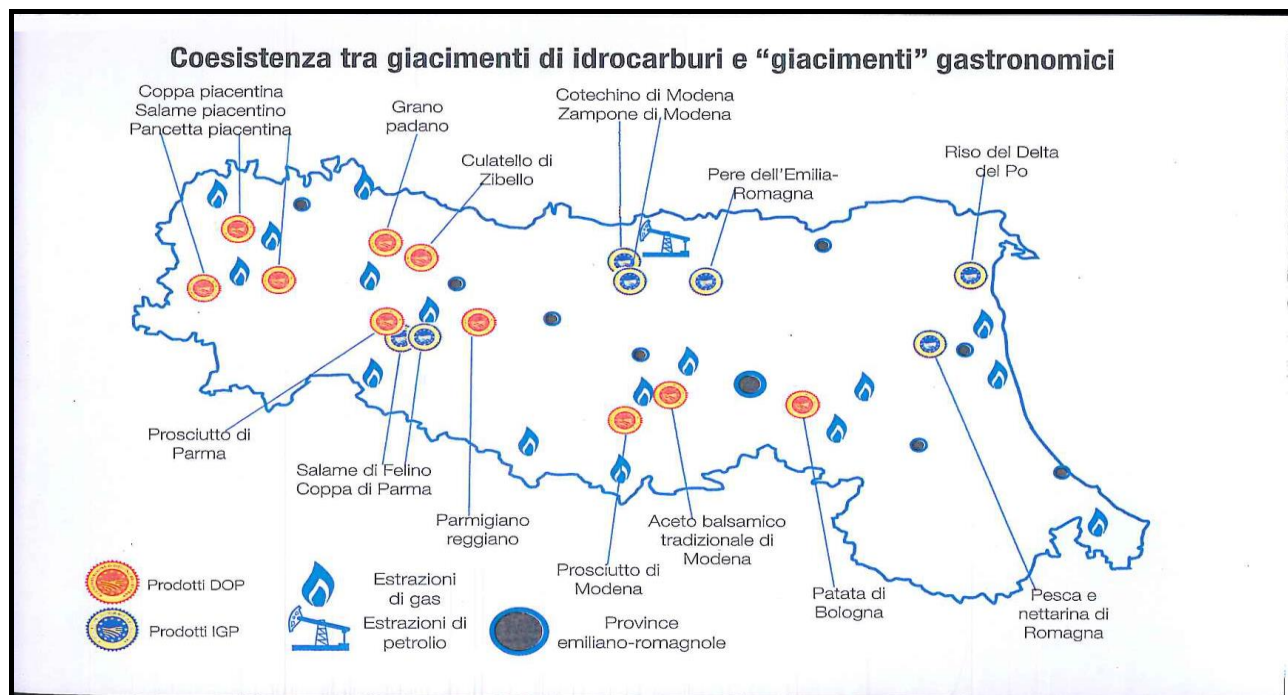 Coesistenza tra giacimenti di idrocarburi e “giacimenti” gastronomici
Coppa piacentina
Salame piacentino
Pancetta piacentina
Grano
padano
Culatello di
Zibello
Cotechino di Modena
Zampone di Modena
Pere dell'Emilia-
Romagna
Riso del Delta
del Po
Prosciutto di
Parma
Salame di Felino
Coppa di Parma
Parmigiano
reggiano
Prosciutto di
Modena
Aceto balsamico
tradizionale di
Modena
Patata di
Bologna
Pesca e
nettarina di
Romagna
Prodotti DOP
Prodotti IGP
Estrazioni
di gas
Estrazioni di
petrolio
Province
emiliano-romagnole